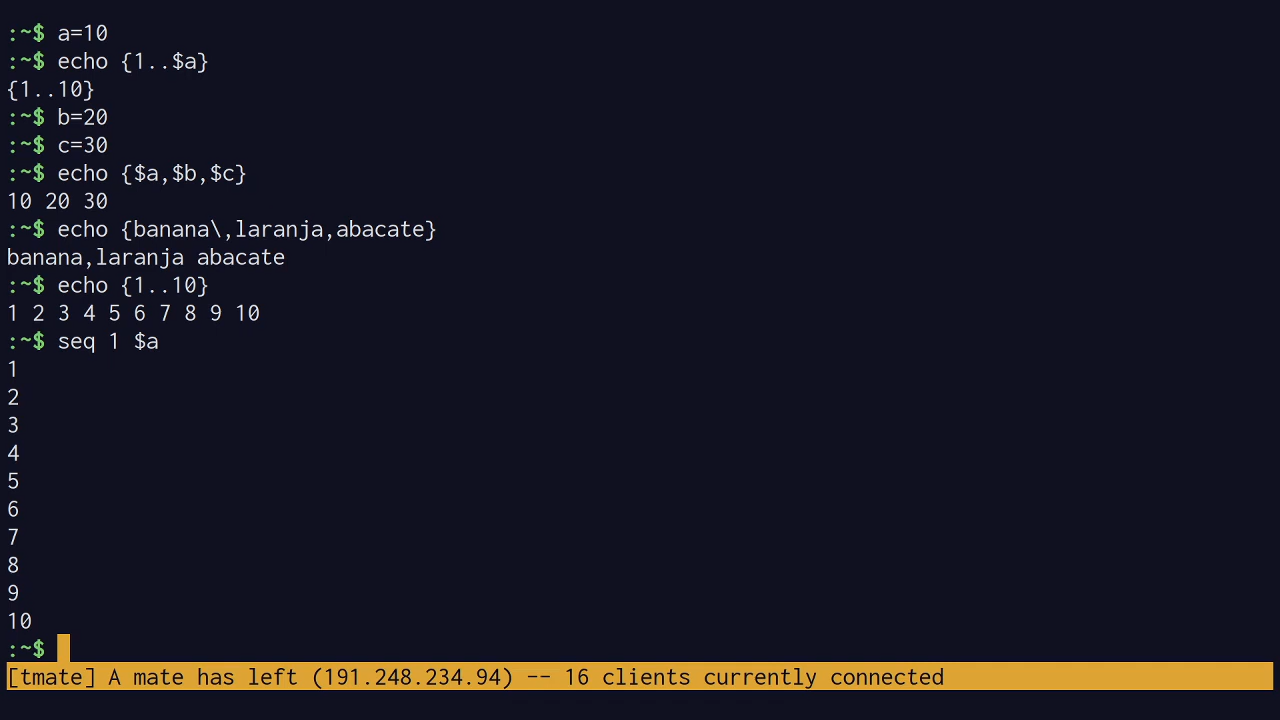 :~$ a=10
:~$ echo {1..$a}
{1..10}
:~$ b=20
:~$ c=30
:~$ echo {$a,$b,$c}
10 20 30
:~$ echo {banana\,laranja,abacate}
banana,laranja abacate
:~$ echo {1..10}
1 2 3 4 5 6 7 8 9 10
:~$ seq 1 $a
1
2
3
4
5
6
7
8
9
10
:~$
[tmate] A mate has left (191.248.234.94) -- 16 clients currently connected